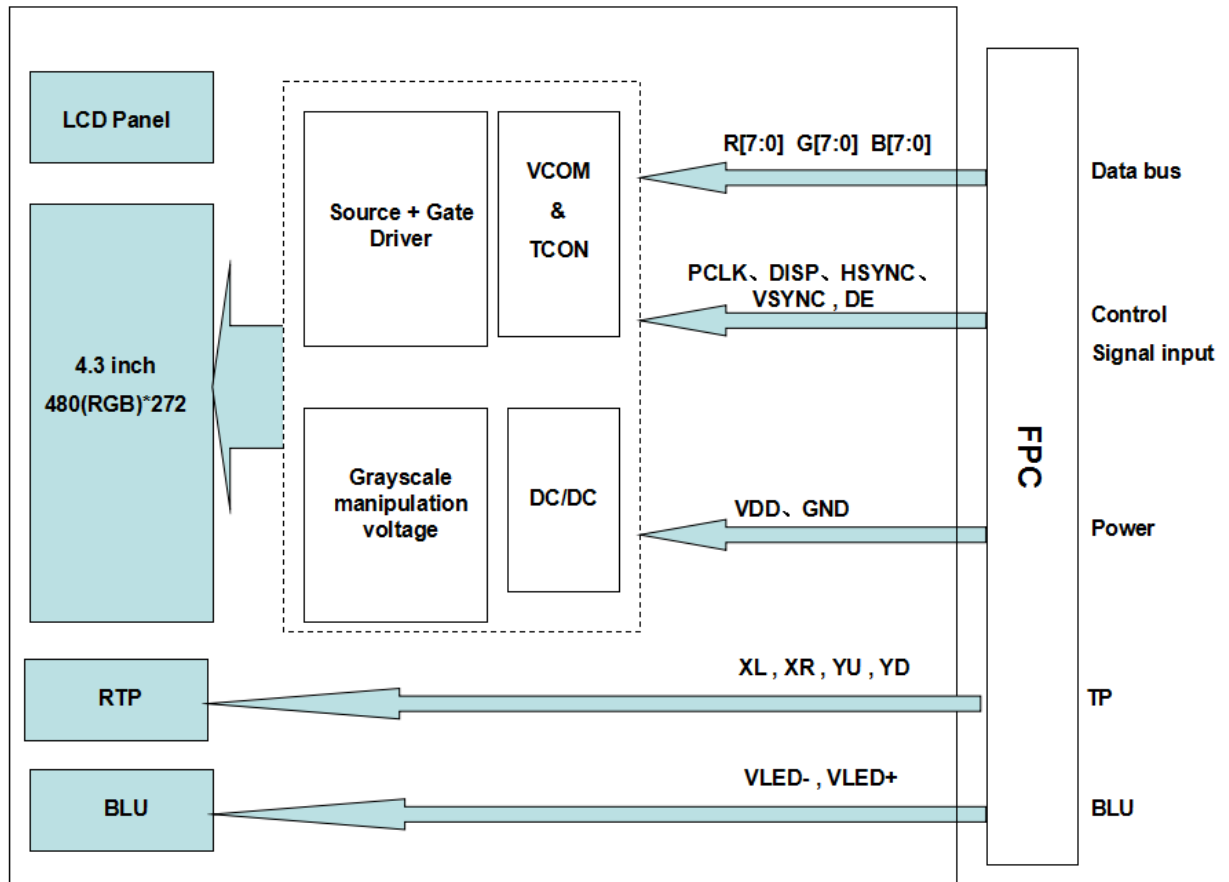 LCD Panel
4.3 inch
480(RGB)*272
RTP
BLU
Source + Gate
Driver
VCOM
&
TCON
Grayscale
manipulation
voltage
DC/DC
R[7:0] G[7:0] B[7:0]
PCLK、DISP、HSYNC、
VSYNC , DE
VDD、GND
XL , XR , YU , YD
VLED- , VLED+
FPC
Data bus
Control
Signal input
Power
TP
BLU